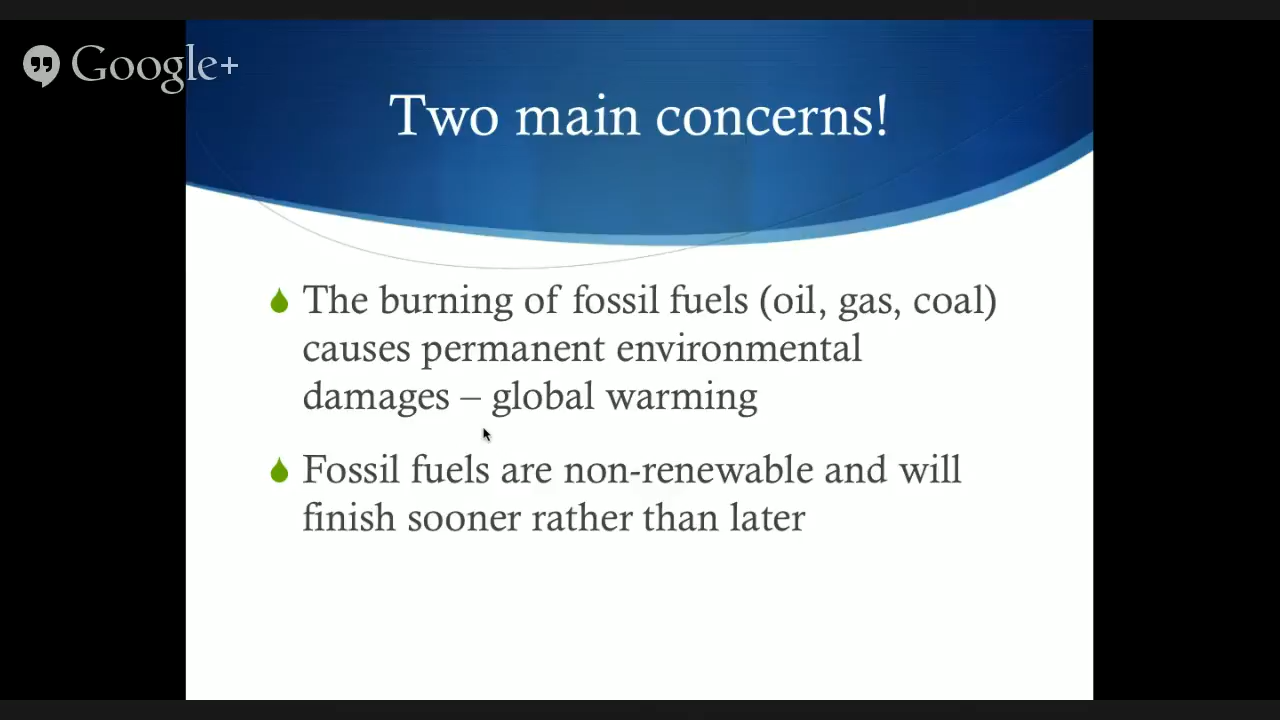 Google+
Two main concerns!
The burning of fossil fuels (oil, gas, coal)
causes permanent environmental
damages – global warming
Fossil fuels are non-renewable and will
finish sooner rather than later